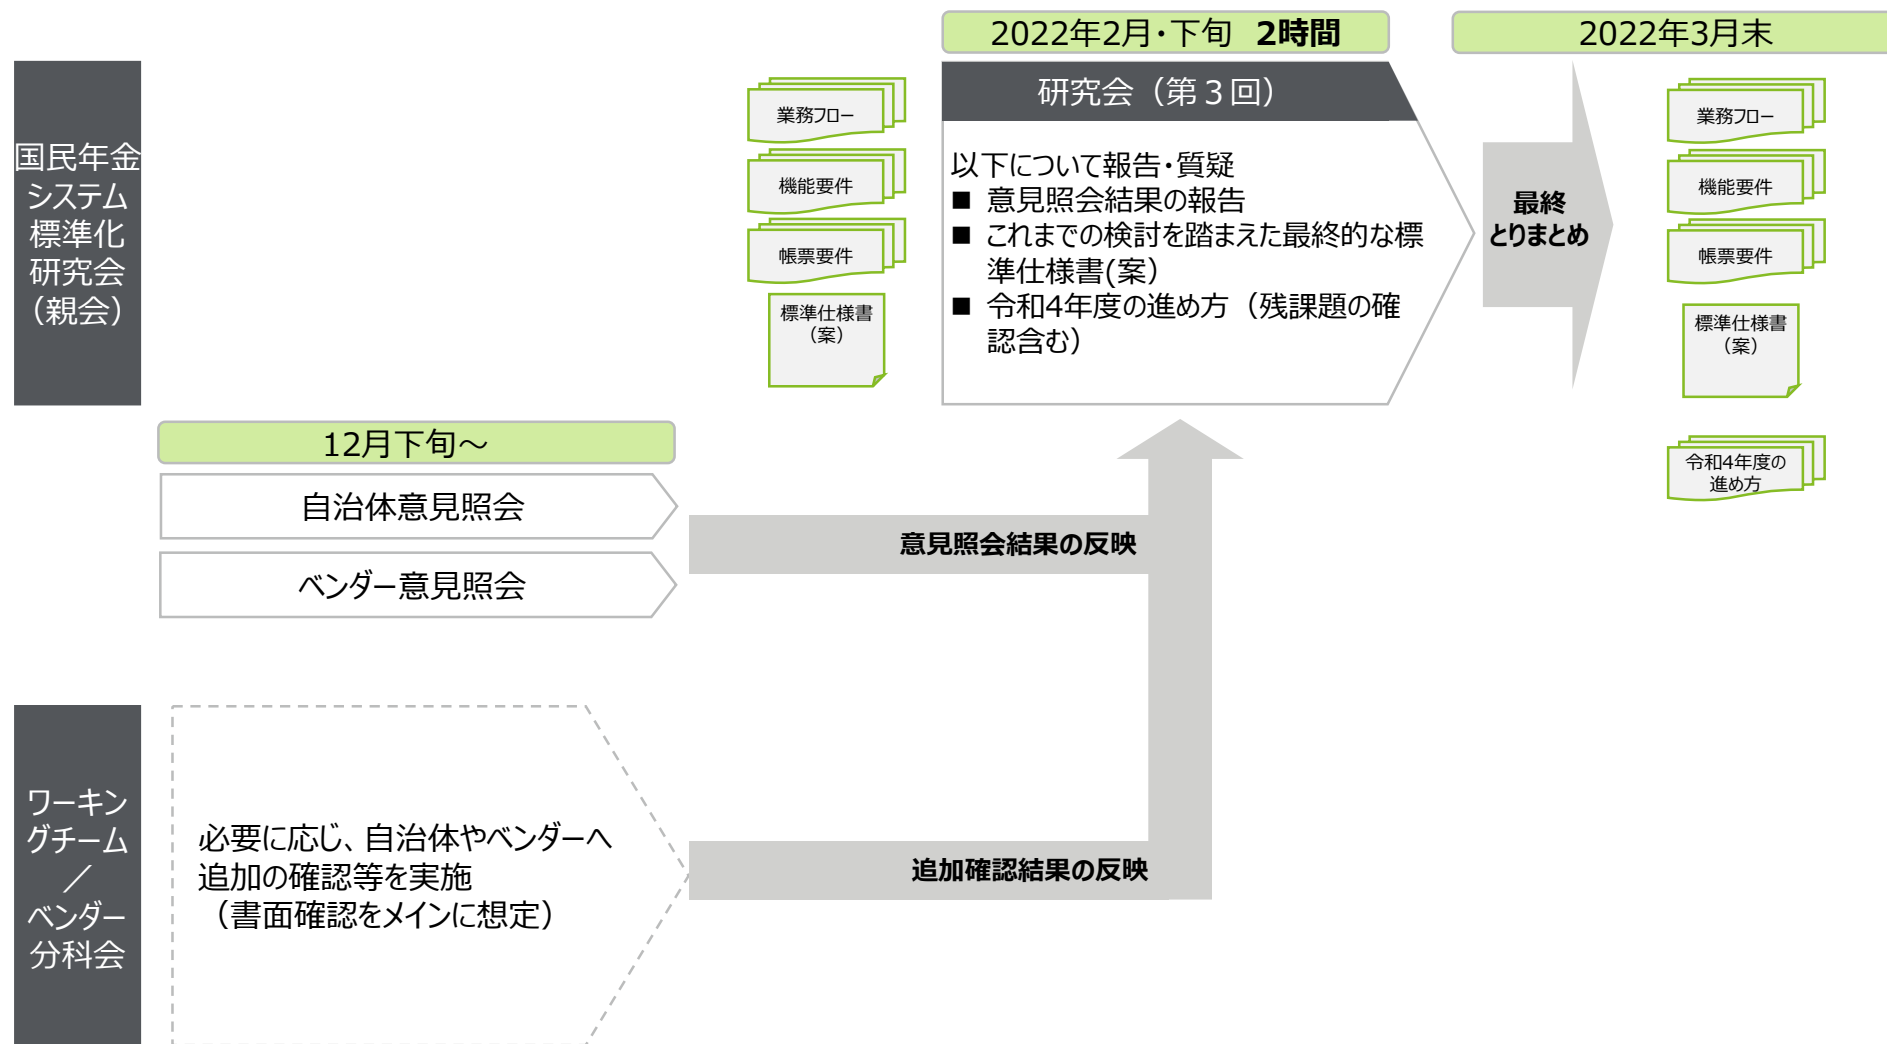 2022年2月・下旬 2時間
2022年3月末
国民年金
システム
標準化
研究会
（親会）
業務フロー
機能要件
帳票要件
標準仕様書
（案）
研究会（第３回）
以下について報告・質疑
■ 意見照会結果の報告
■ これまでの検討を踏まえた最終的な標
準仕様書(案）
■ 令和4年度の進め方（残課題の確
認含む）
最終
とりまとめ
業務フロー
機能要件
帳票要件
標準仕様書
（案）
令和4年度の
進め方
12月下旬～
自治体意見照会
ベンダー意見照会
意見照会結果の反映
ワーキン
グチーム
／
ベンダー
分科会
必要に応じ、自治体やベンダーへ
追加の確認等を実施
（書面確認をメインに想定）
追加確認結果の反映